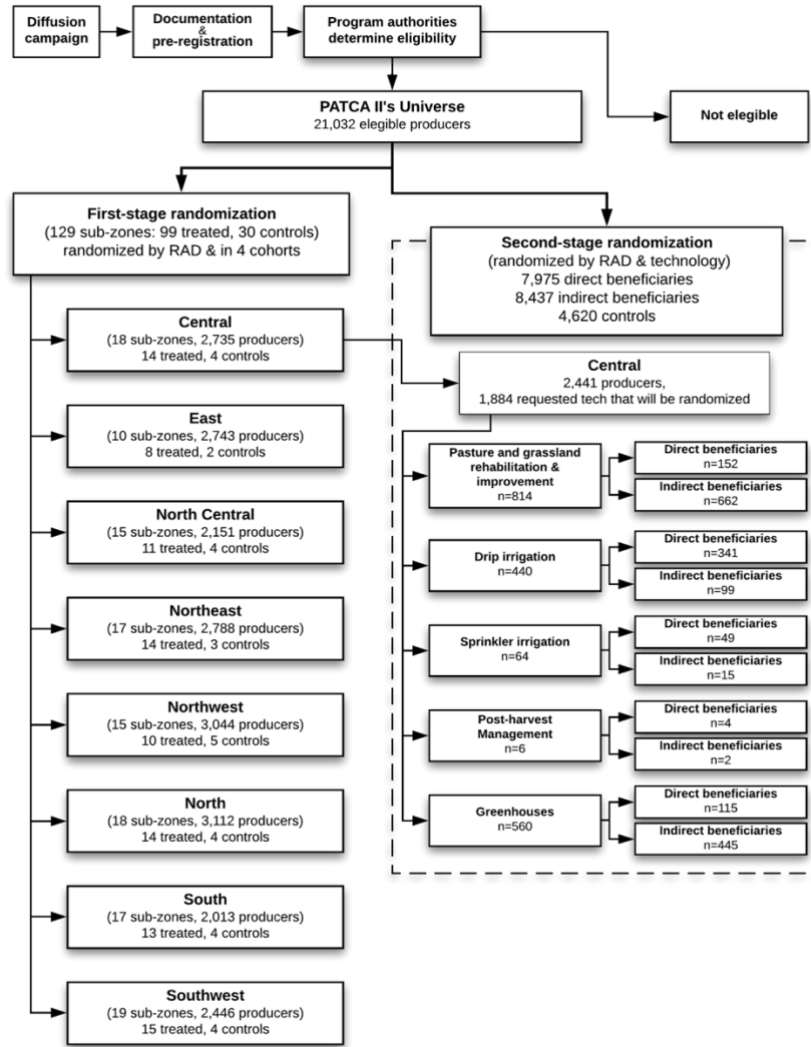 Diffusion
campaign
Documentation
&
pre-registration
Program authorities
determine eligibility
PATCA II's Universe
21,032 elegible producers
Not elegible
First-stage randomization
(129 sub-zones: 99 treated, 30 controls)
randomized by RAD & in 4 cohorts
Second-stage randomization
(randomized by RAD & technology)
7,975 direct beneficiaries
8,437 indirect beneficiaries
4,620 controls
Central
(18 sub-zones, 2,735 producers)
14 treated, 4 controls
East
(10 sub-zones, 2,743 producers)
8 treated, 2 controls
North Central
(15 sub-zones, 2,151 producers)
11 treated, 4 controls
Northeast
(17 sub-zones, 2,788 producers)
14 treated, 3 controls
Northwest
(15 sub-zones, 3,044 producers)
10 treated, 5 controls
North
(18 sub-zones, 3,112 producers)
14 treated, 4 controls
South
(17 sub-zones, 2,013 producers)
13 treated, 4 controls
Southwest
(19 sub-zones, 2,446 producers)
15 treated, 4 controls
Central
2,441 producers,
1,884 requested tech that will be randomized
Pasture and grassland
rehabilitation &
improvement
n=814
Direct beneficiaries
n=152
Indirect beneficiaries
n=662
Drip irrigation
n=440
Direct beneficiaries
n=341
Indirect beneficiaries
n=99
Sprinkler irrigation
n=64
Direct beneficiaries
n=49
Indirect beneficiaries
n=15
Post-harvest
Management
n=6
Direct beneficiaries
n=4
Indirect beneficiaries
n=2
Greenhouses
n=560
Direct beneficiaries
n=115
Indirect beneficiaries
n=445